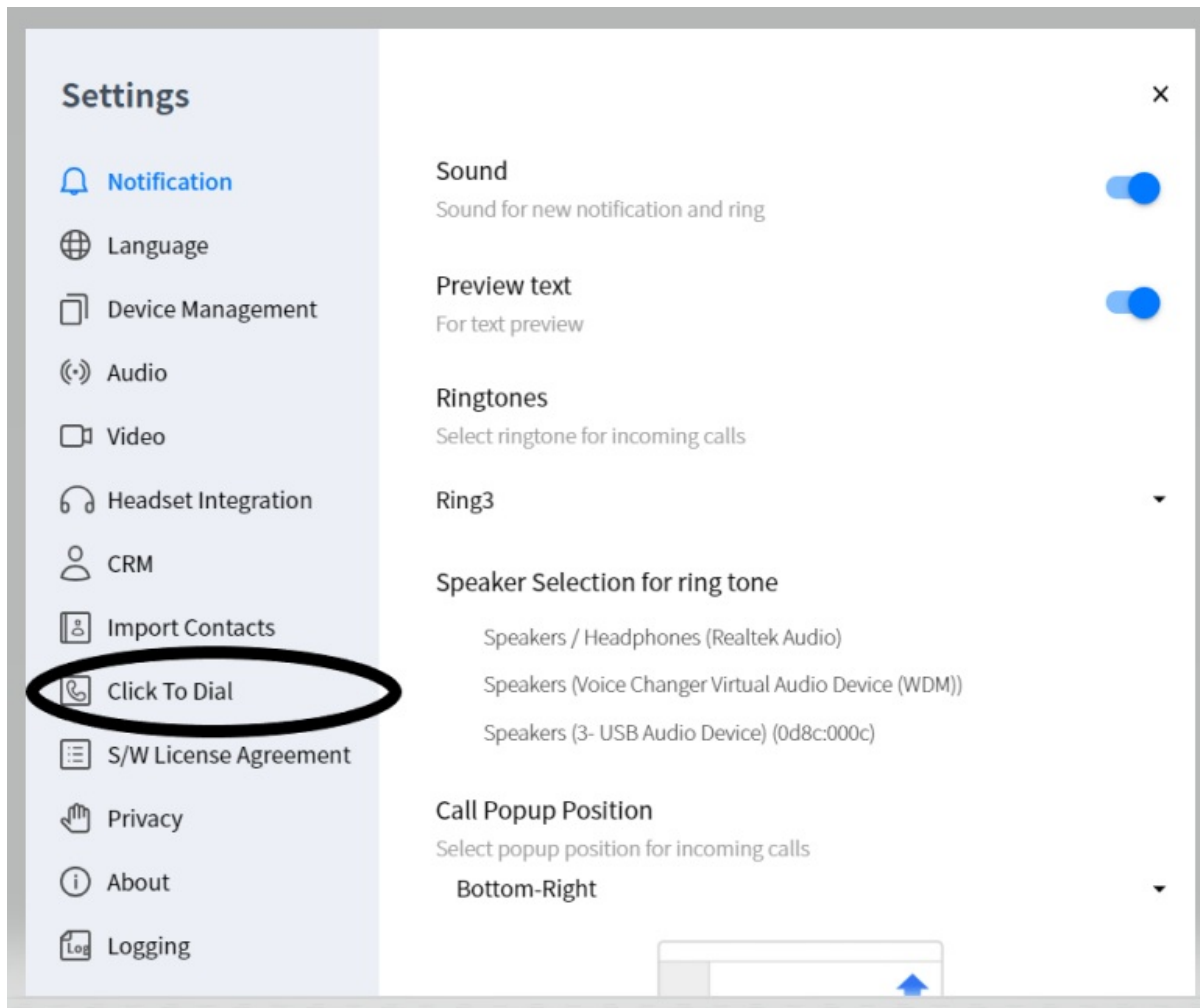 Settings
Notification
Language
Device Management
Audio
Video
Headset Integration
CRM
Import Contacts
Click To Dial
S/W License Agreement
Privacy
About
Log
Logging
×
Sound
Sound for new notification and ring
Preview text
For text preview
Ringtones
Select ringtone for incoming calls
Ring3
Speaker Selection for ring tone
Speakers / Headphones (Realtek Audio)
Speakers (Voice Changer Virtual Audio Device (WDM))
Speakers (3- USB Audio Device) (0d8c:000c)
Call Popup Position
Select popup position for incoming calls
Bottom-Right